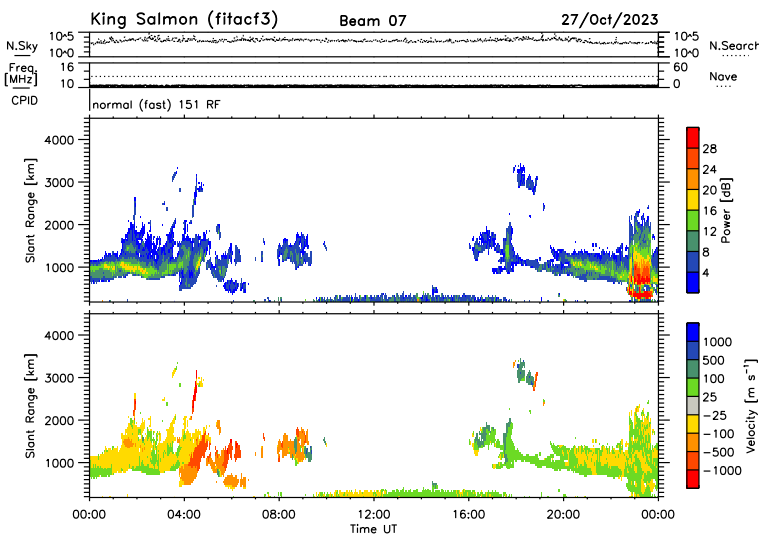 King Salmon (fitacf3) Beam 07 27/Oct/2023
N.Sky 10^5 10^0 10^5 10^0 N.Search
Freq [MHz] 16 10 60 0 Nave
CPID normal (fast) 151 RF
Slant Range [km] 4000 3000 2000 1000
28 24 20 16 12 8 4 Power [dB]
Slant Range [km] 4000 3000 2000 1000
1000 500 100 25 −25 −100 −500 −1000 Velocity [m s⁻¹]
00:00 04:00 08:00 12:00 16:00 20:00 00:00
Time UT